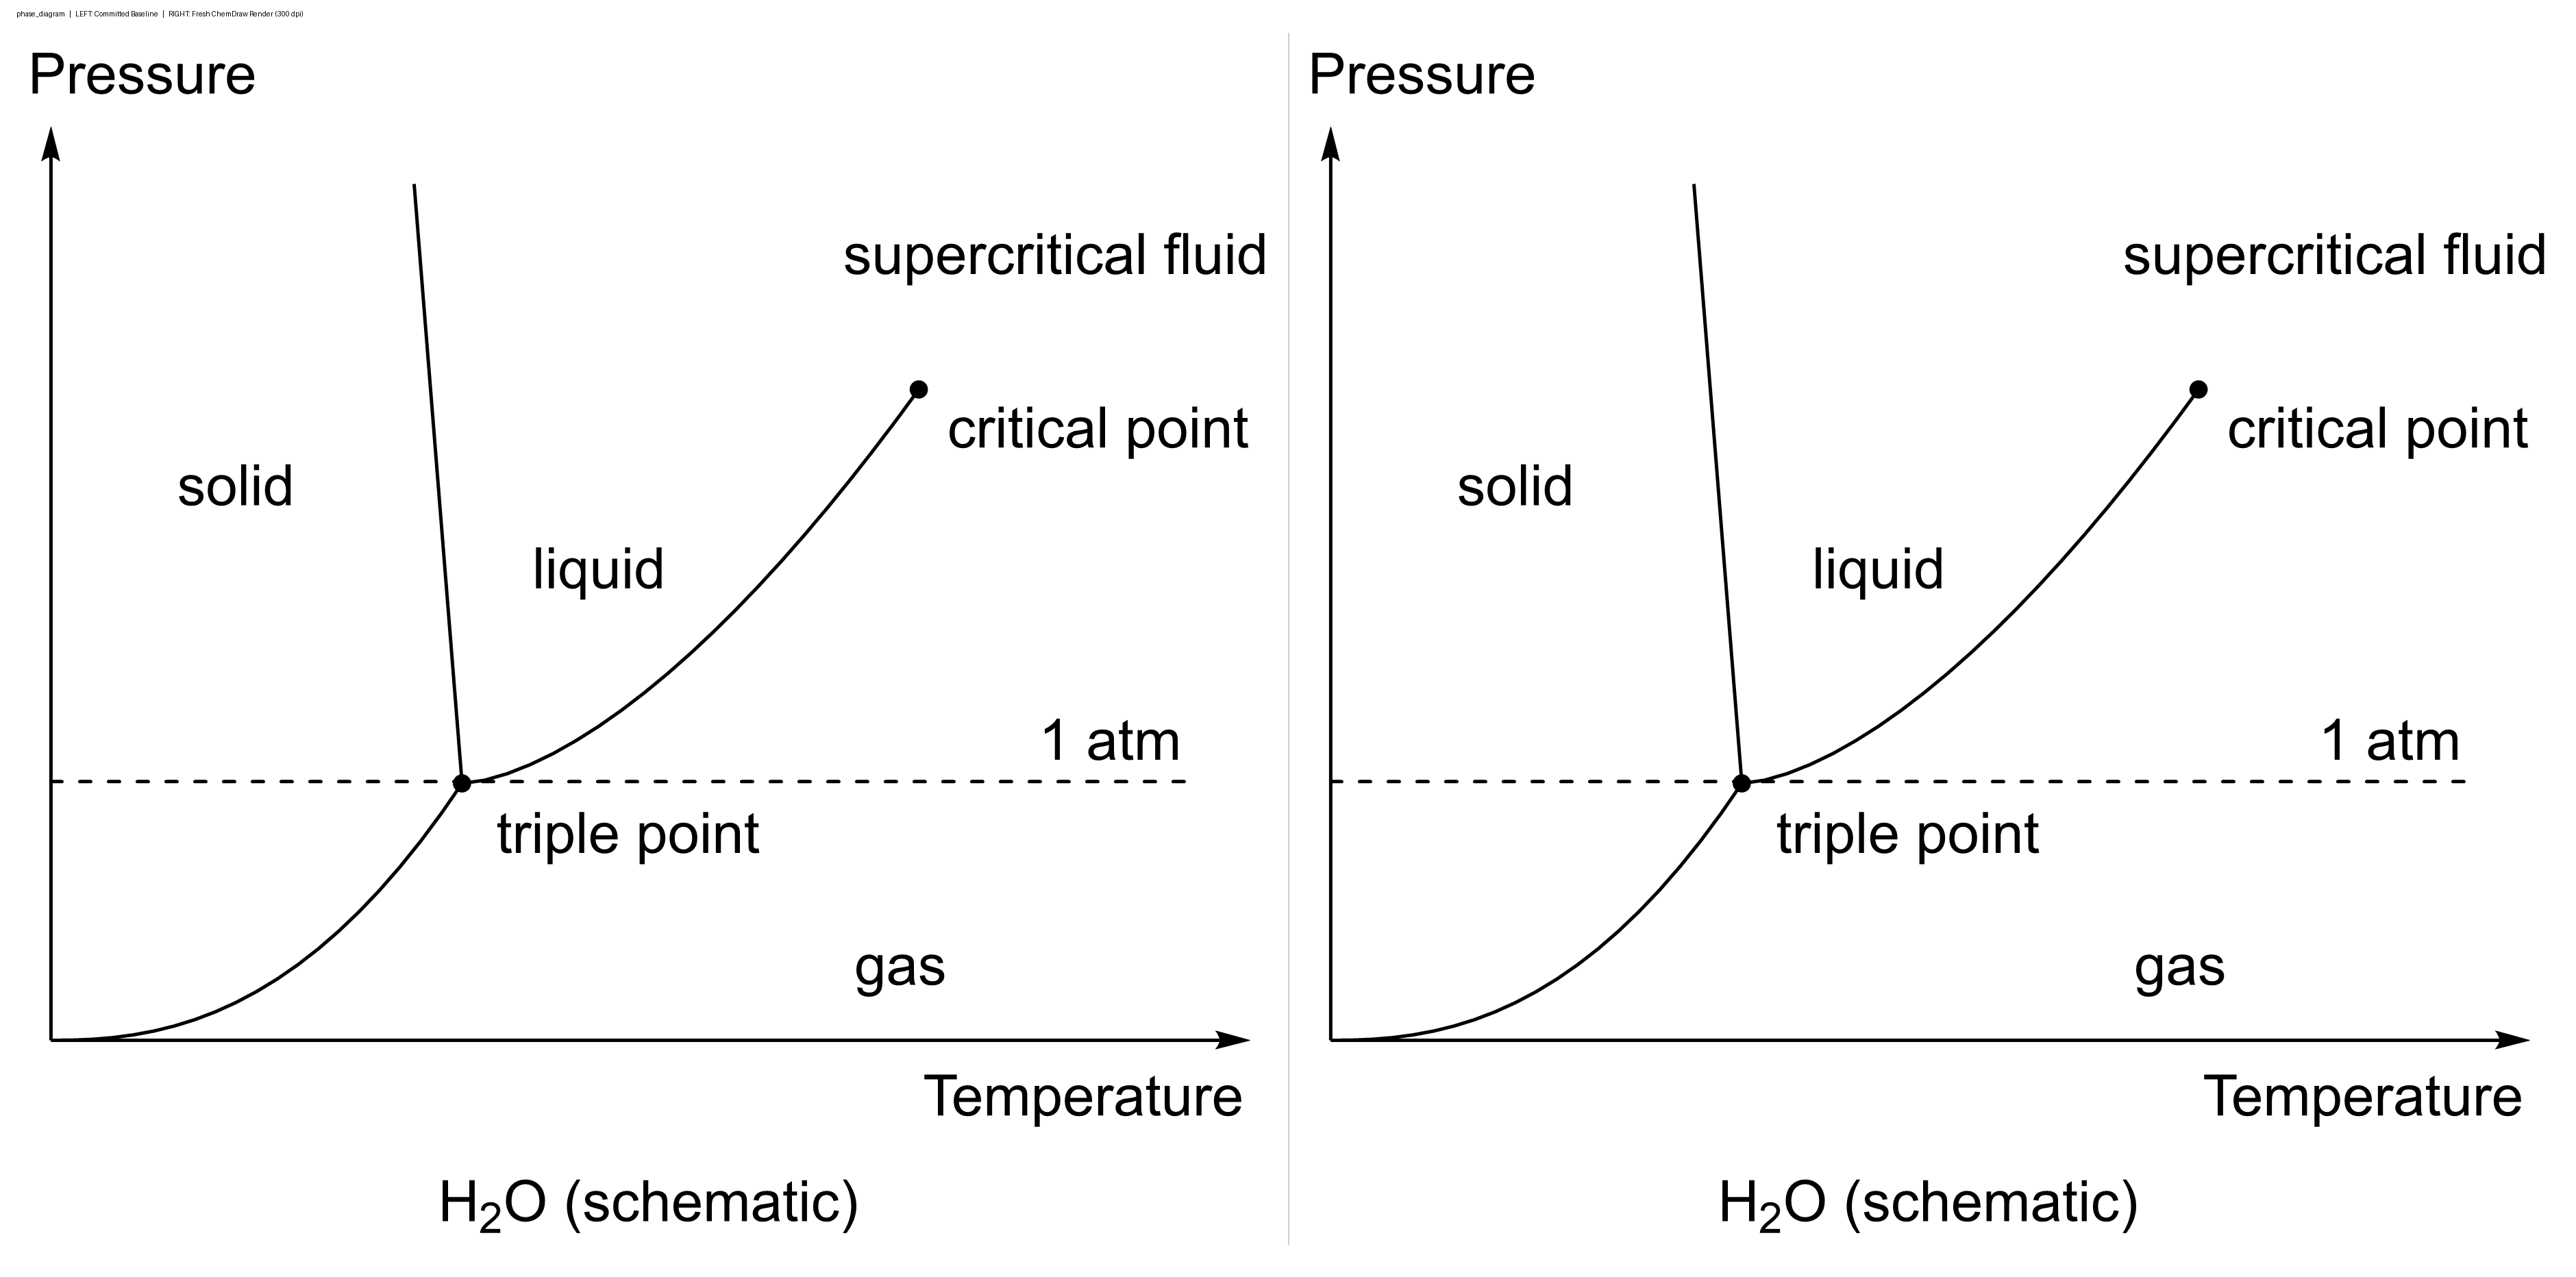 phase_diagram | LEFT: Committed Baseline | RIGHT: Fresh ChemDraw Render (300 dpi)
Pressure
supercritical fluid
critical point
solid
liquid
1 atm
triple point
gas
Temperature
H₂O (schematic)
Pressure
supercritical fluid
critical point
solid
liquid
1 atm
triple point
gas
Temperature
H₂O (schematic)